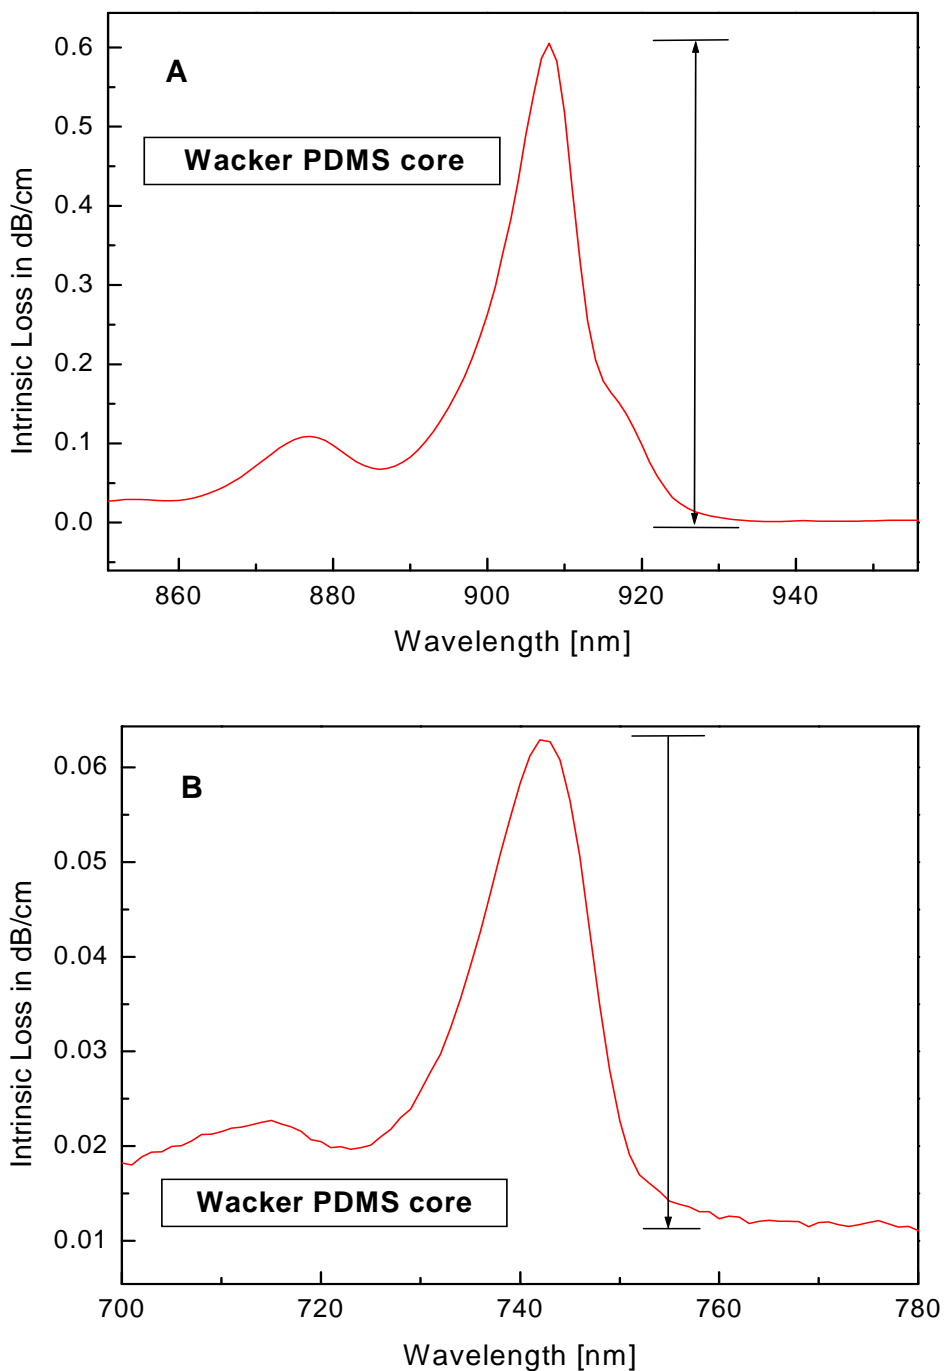 A
Wacker PDMS core
Intrinsic Loss in dB/cm
0.6
0.5
0.4
0.3
0.2
0.1
0.0
860 880 900 920 940
Wavelength [nm]
B
Wacker PDMS core
Intrinsic Loss in dB/cm
0.06
0.05
0.04
0.03
0.02
0.01
700 720 740 760 780
Wavelength [nm]